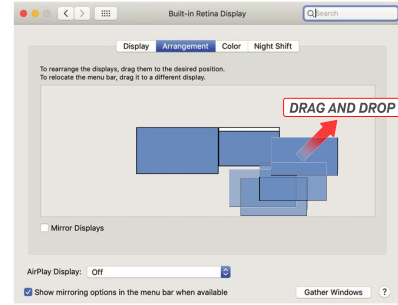 Built-in Retina Display
Search
Display Arrangement Color Night Shift
To rearrange the displays, drag them to the desired position.
To relocate the menu bar, drag it to a different display.
DRAG AND DROP
Mirror Displays
AirPlay Display: Off
Show mirroring options in the menu bar when available
Gather Windows ?